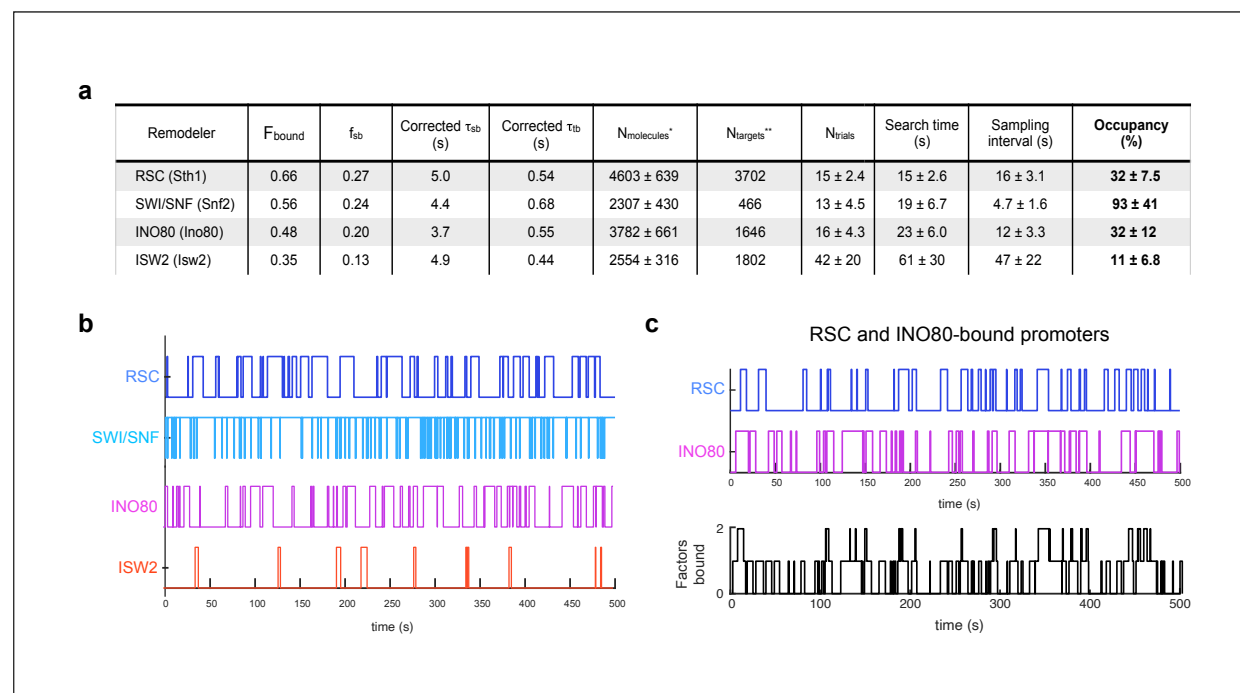 a
Remodeler F_bound f_sb Corrected τ_sb (s) Corrected τ_tb (s) N_molecules* N_targets** N_trials Search time (s) Sampling interval (s) Occupancy (%)
RSC (Sth1) 0.66 0.27 5.0 0.54 4603 ± 639 3702 15 ± 2.4 15 ± 2.6 16 ± 3.1 32 ± 7.5
SWI/SNF (Snf2) 0.56 0.24 4.4 0.68 2307 ± 430 466 13 ± 4.5 19 ± 6.7 4.7 ± 1.6 93 ± 41
INO80 (Ino80) 0.48 0.20 3.7 0.55 3782 ± 661 1646 16 ± 4.3 23 ± 6.0 12 ± 3.3 32 ± 12
ISW2 (Isw2) 0.35 0.13 4.9 0.44 2554 ± 316 1802 42 ± 20 61 ± 30 47 ± 22 11 ± 6.8
b
RSC
SWI/SNF
INO80
ISW2
0 50 100 150 200 250 300 350 400 450 500
time (s)
c
RSC and INO80-bound promoters
RSC
INO80
0 50 100 150 200 250 300 350 400 450 500
time (s)
Factors
bound
2
0
0 100 200 300 400 500
time (s)